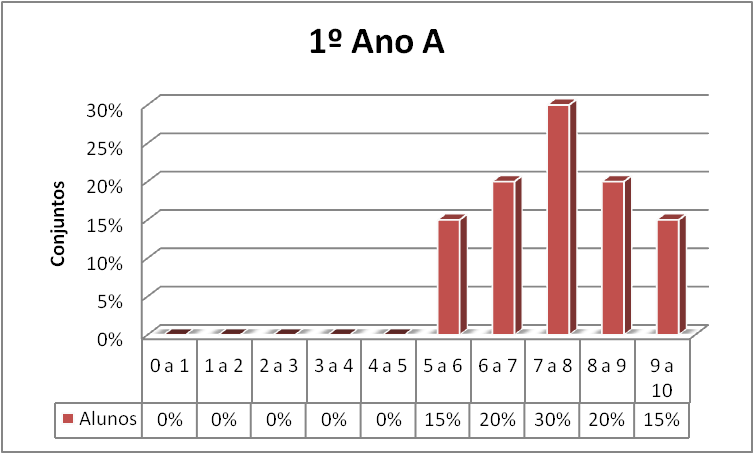 1º Ano A
30%
25%
20%
15%
10%
5%
0%
Conjuntos
0 a 1 1 a 2 2 a 3 3 a 4 4 a 5 5 a 6 6 a 7 7 a 8 8 a 9 9 a 10
Alunos 0% 0% 0% 0% 0% 15% 20% 30% 20% 15%